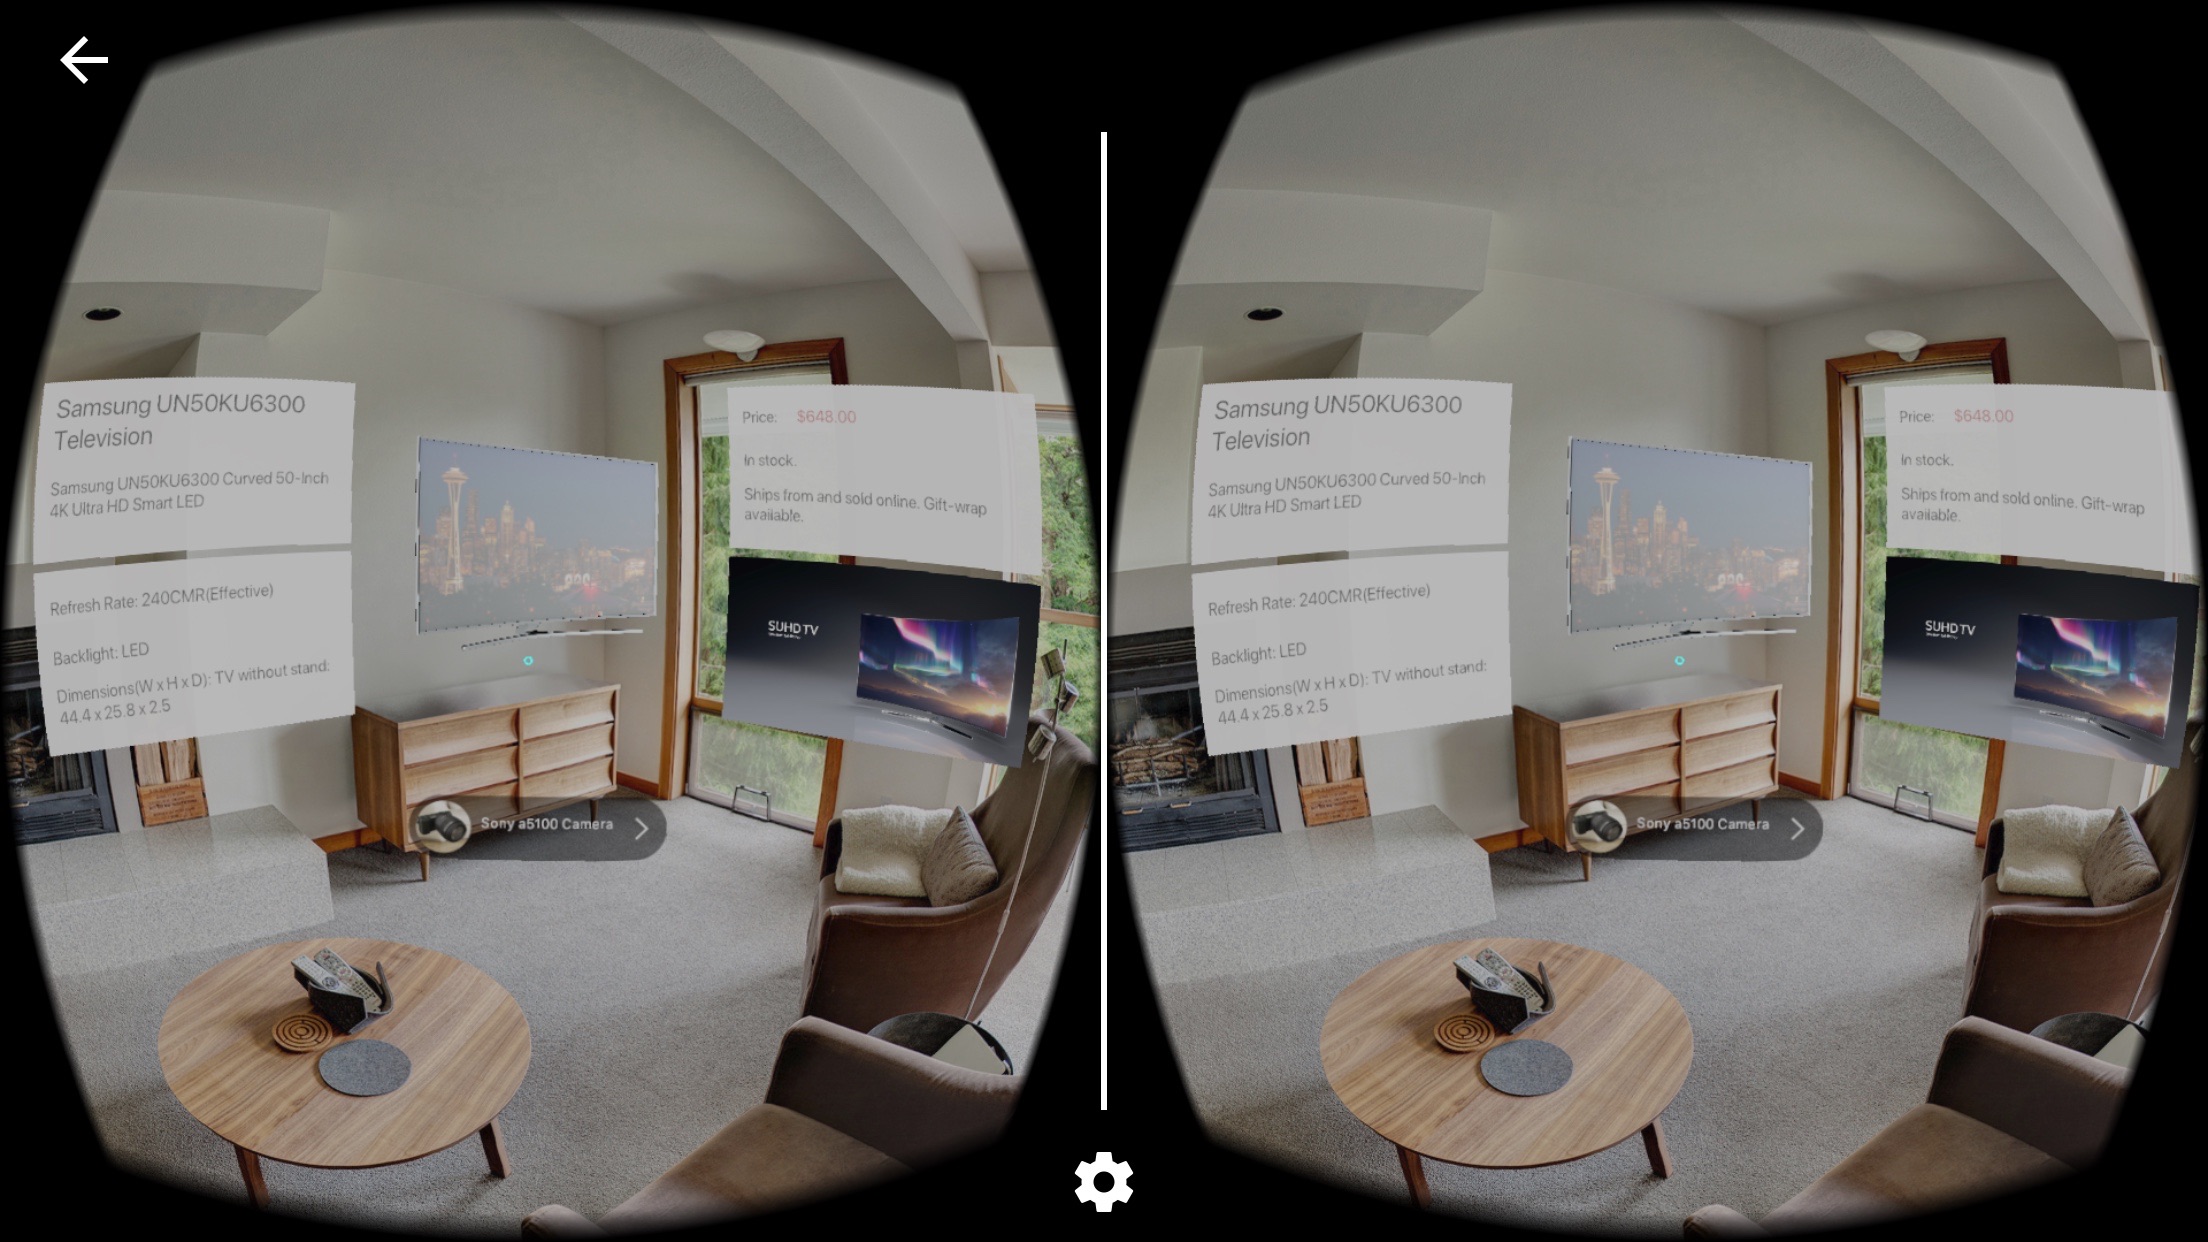 Samsung UN50KU6300
Television
Samsung UN50KU6300 Curved 50-Inch
4K Ultra HD Smart LED
Refresh Rate: 240CMR(Effective)
Backlight: LED
Dimensions(W x H x D): TV without stand:
44.4 x 25.8 x 2.5
Price: $648.00
In stock.
Ships from and sold online. Gift-wrap
available.
SUHD TV
Sony a5100 Camera
Samsung UN50KU6300
Television
Samsung UN50KU6300 Curved 50-Inch
4K Ultra HD Smart LED
Refresh Rate: 240CMR(Effective)
Backlight: LED
Dimensions(W x H x D): TV without stand:
44.4 x 25.8 x 2.5
Price: $648.00
In stock.
Ships from and sold online. Gift-wrap
available.
SUHD TV
Sony a5100 Camera